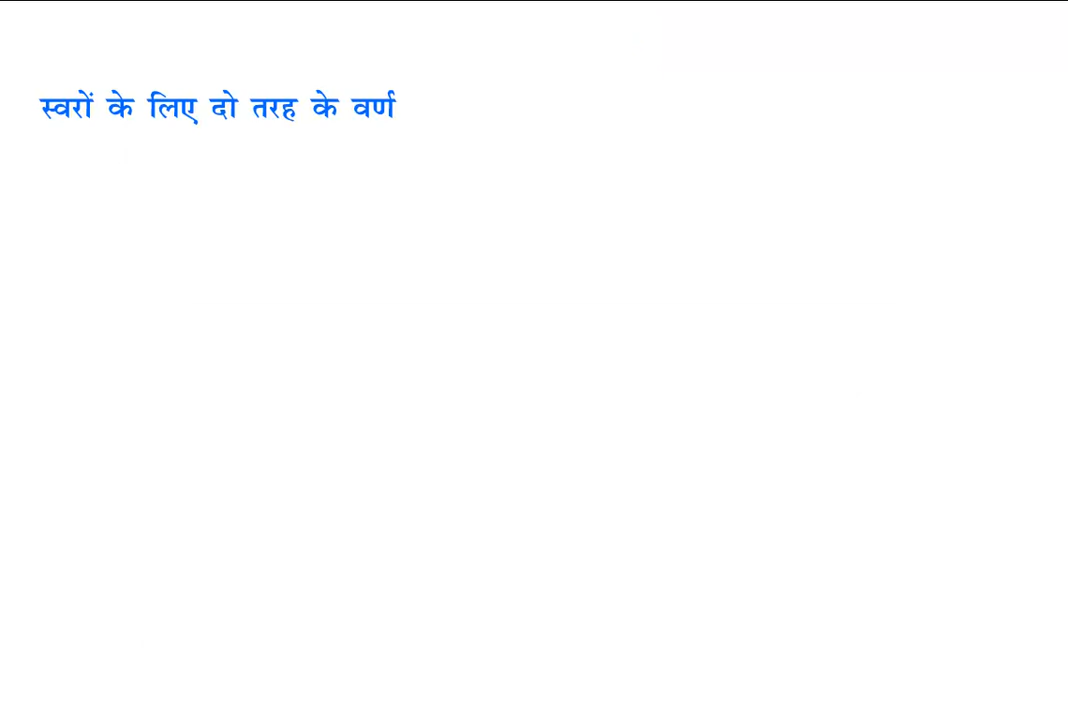 स्वरों के लिए दो तरह के वर्ण